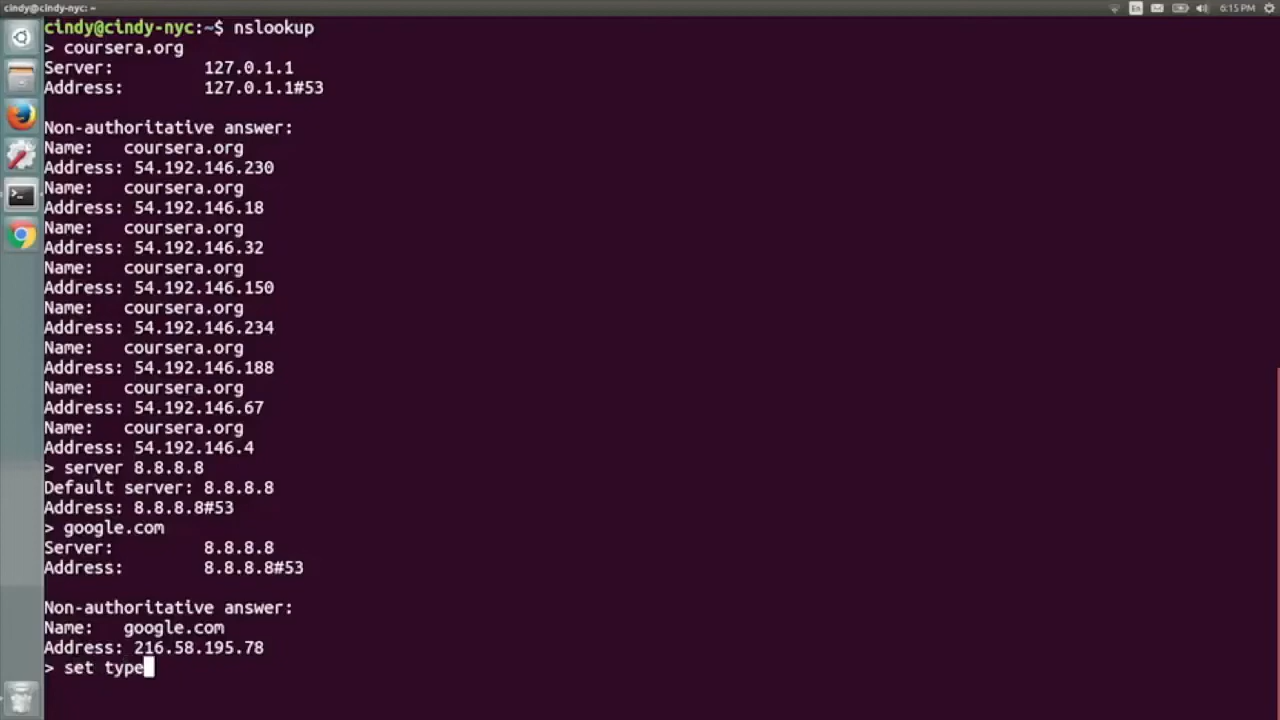 cindy@cindy-nyc: ~
En
6:15PM
cindy@cindy-nyc:~$ nslookup
> coursera.org
Server:         127.0.1.1
Address:        127.0.1.1#53
Non-authoritative answer:
Name:   coursera.org
Address: 54.192.146.230
Name:   coursera.org
Address: 54.192.146.18
Name:   coursera.org
Address: 54.192.146.32
Name:   coursera.org
Address: 54.192.146.150
Name:   coursera.org
Address: 54.192.146.234
Name:   coursera.org
Address: 54.192.146.188
Name:   coursera.org
Address: 54.192.146.67
Name:   coursera.org
Address: 54.192.146.4
> server 8.8.8.8
Default server: 8.8.8.8
Address: 8.8.8.8#53
> google.com
Server:         8.8.8.8
Address:        8.8.8.8#53
Non-authoritative answer:
Name:   google.com
Address: 216.58.195.78
> set type